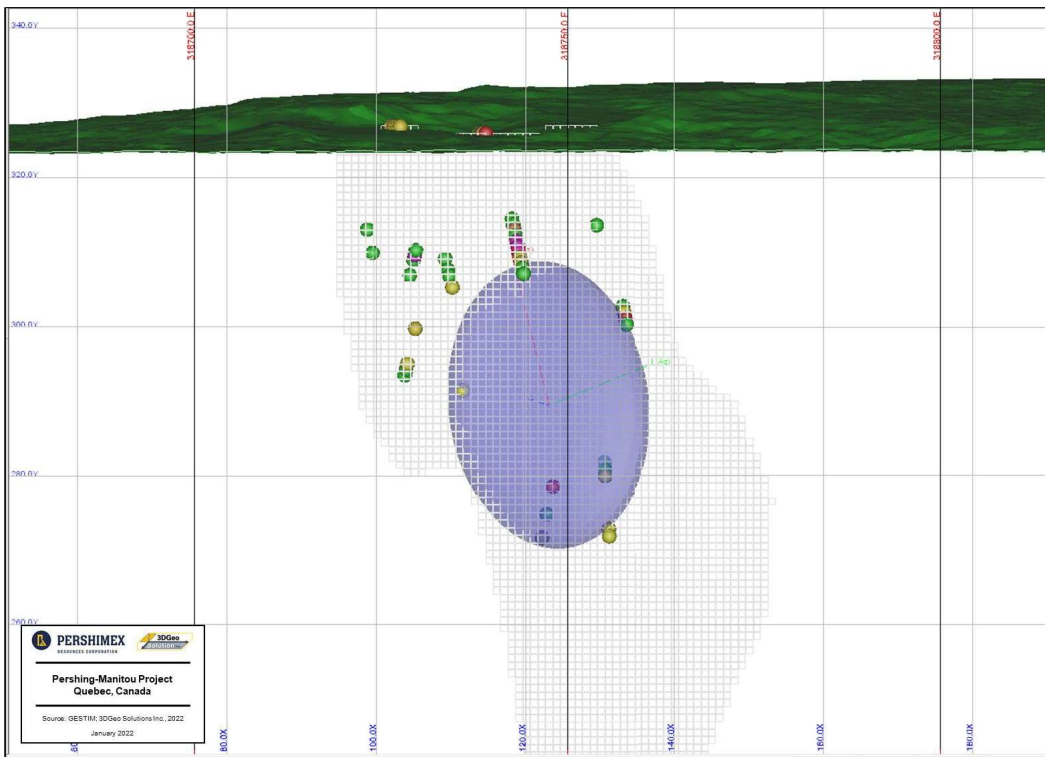 318700.0 E
318750.0 E
318800.0 E
340.0Y
320.0Y
300.0Y
280.0Y
260.0Y
80.0X
100.0X
120.0X
140.0X
160.0X
180.0X
PERSHIMEX
RESOURCES CORPORATION
3DGeo
Solution
Pershing-Manitou Project
Quebec, Canada
Source: GESTIM; 3DGeo Solutions Inc., 2022
January 2022